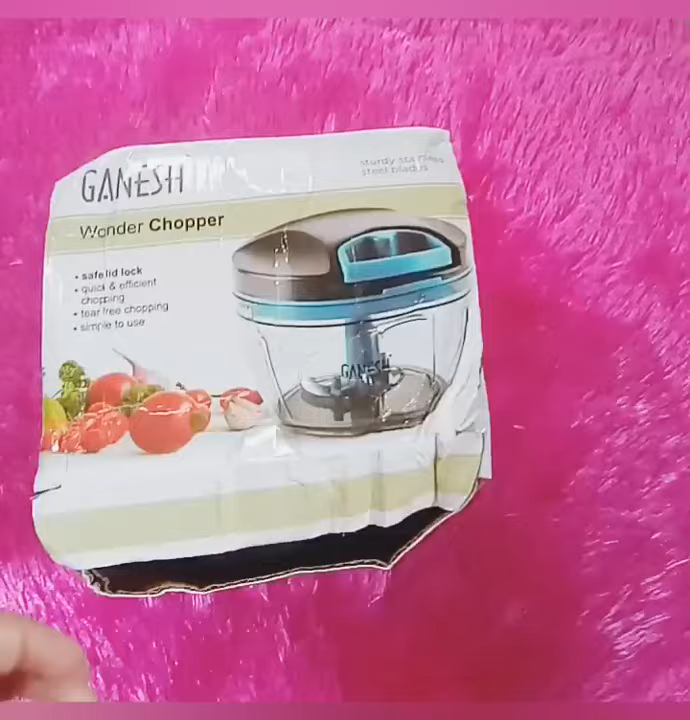 GANESH
sturdy stainless
steel blades
Wonder Chopper
• safe lid lock
• quick & efficient
chopping
• tear free chopping
• simple to use
GANESH